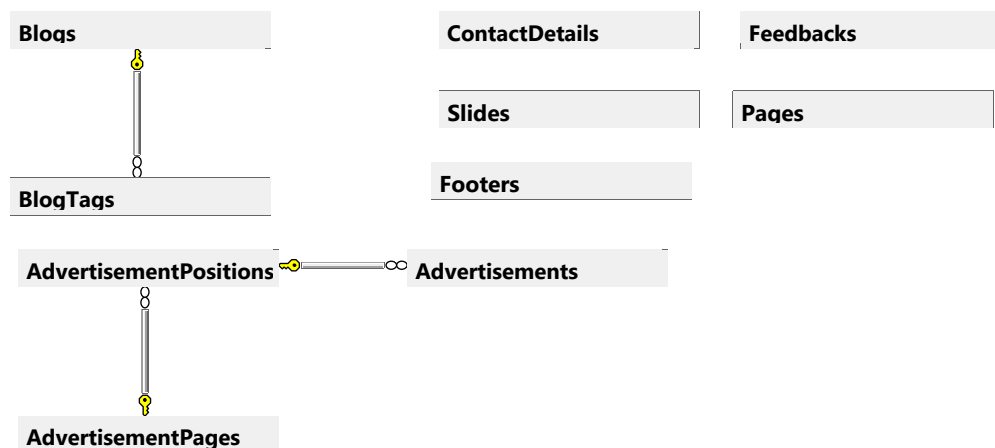 Blogs
ContactDetails
Feedbacks
Slides
Pages
BlogTags
Footers
AdvertisementPositions
Advertisements
AdvertisementPages